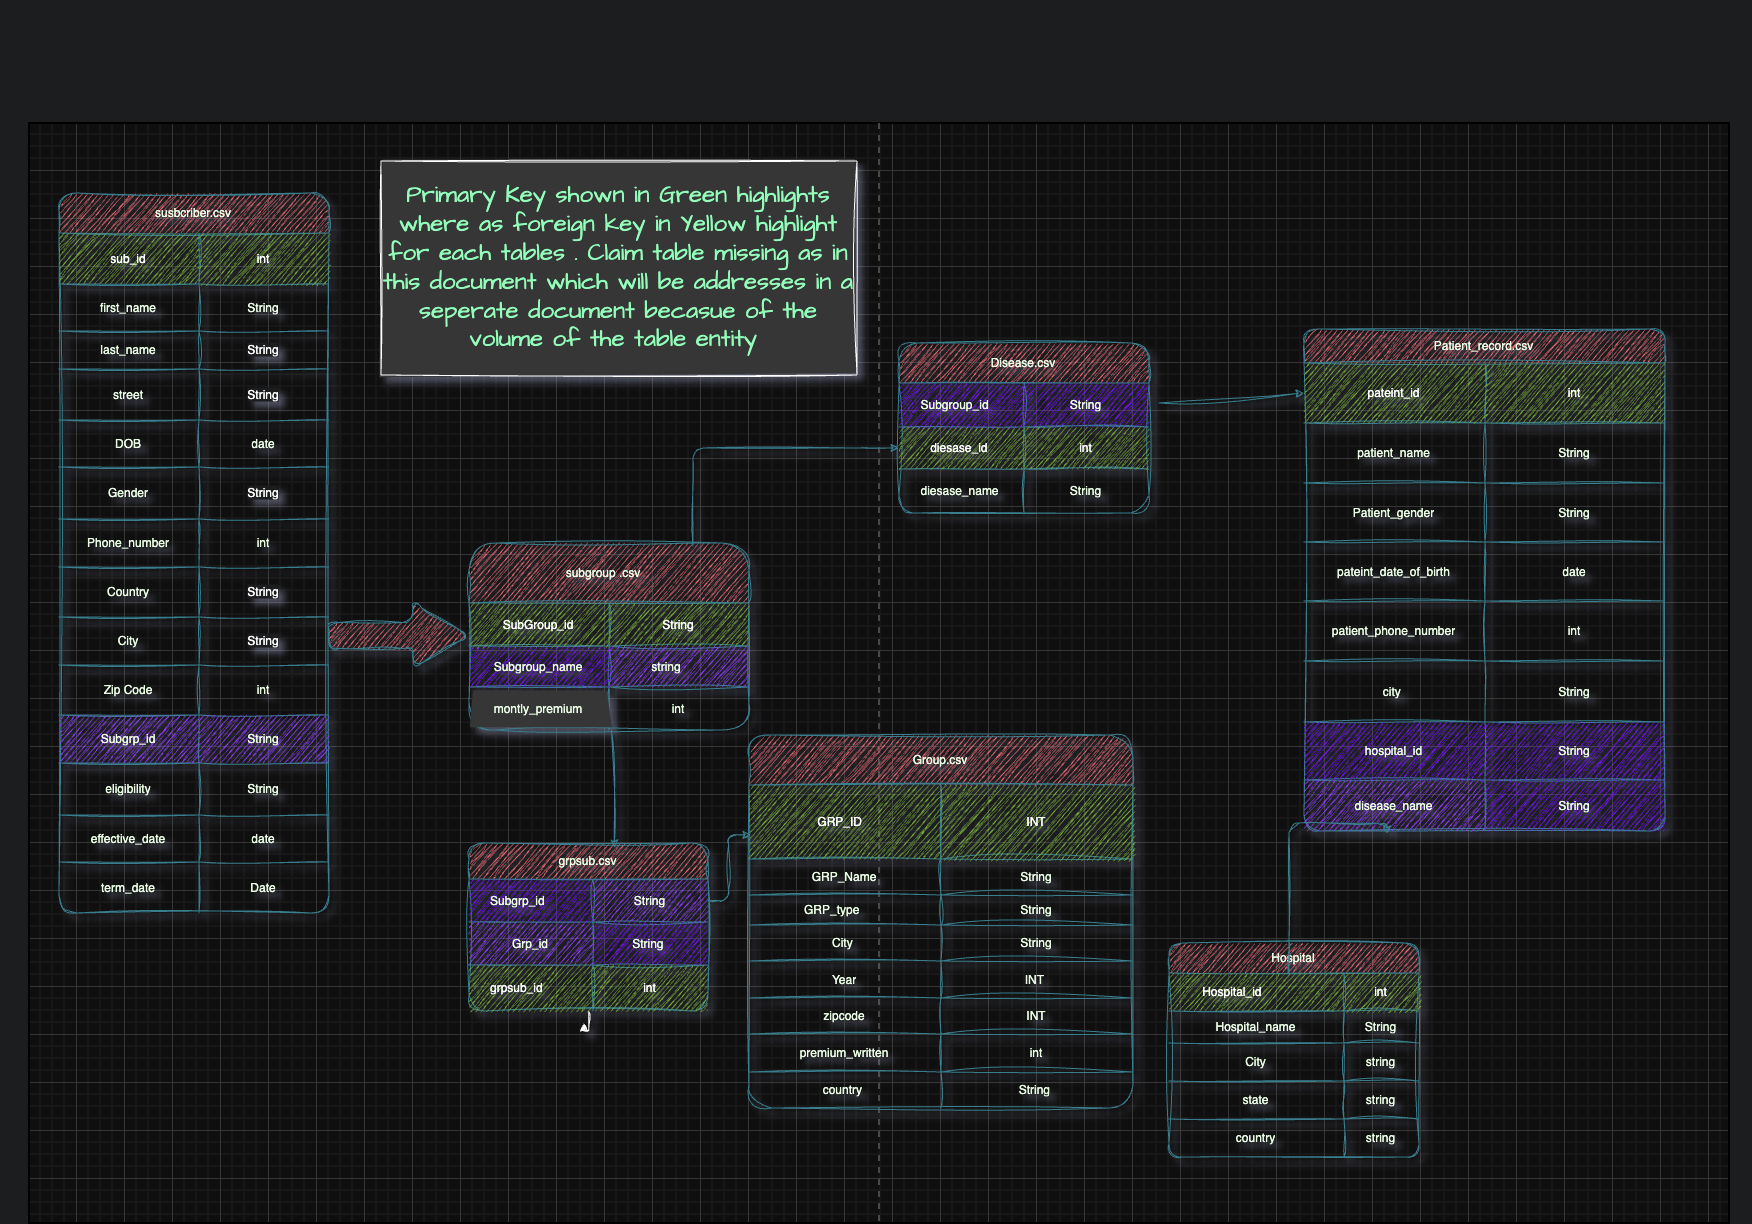 Primary Key shown in Green highlights
where as foreign key in Yellow highlight
for each tables . Claim table missing as in
this document which will be addresses in a
seperate document becasue of the
volume of the table entity
susbcriber.csv
sub_id int
first_name String
last_name String
street String
DOB date
Gender String
Phone_number int
Country String
City String
Zip Code int
Subgrp_id String
eligibility String
effective_date date
term_date Date
subgroup .csv
SubGroup_id String
Subgroup_name string
montly_premium int
grpsub.csv
Subgrp_id String
Grp_id String
grpsub_id int
Disease.csv
Subgroup_id String
diesase_id int
diesase_name String
Group.csv
GRP_ID INT
GRP_Name String
GRP_type String
City String
Year INT
zipcode INT
premium_written int
country String
Patient_record.csv
pateint_id int
patient_name String
Patient_gender String
pateint_date_of_birth date
patient_phone_number int
city String
hospital_id String
disease_name String
Hospital
Hospital_id int
Hospital_name String
City string
state string
country string